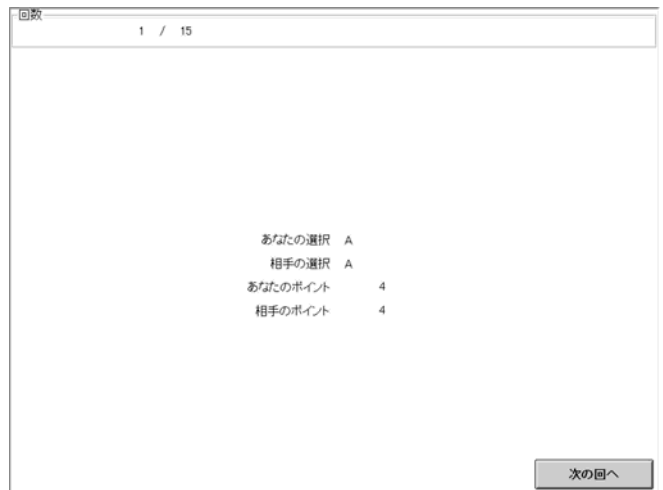 回数
1 / 15
あなたの選択 A
相手の選択 A
あなたのポイント 4
相手のポイント 4
次の回へ